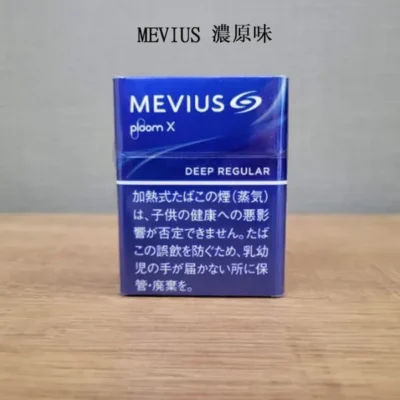 MEVIUS 濃原味
MEVIUS
ploom X
DEEP REGULAR
加熱式たばこの煙(蒸気)
は、子供の健康への悪影
響が否定できません。たば
この誤飲を防ぐため、乳幼
児の手が届かない所に保
管・廃棄を。